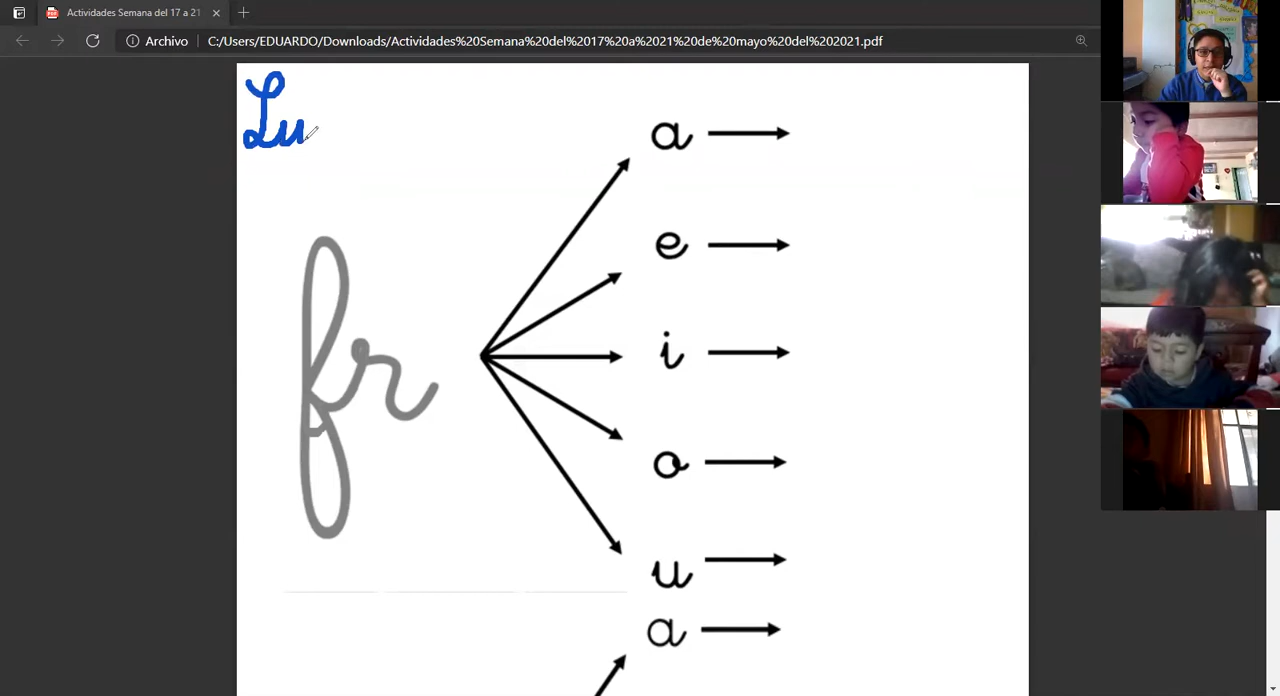 Actividades Semana del 17 a 21
Archivo
C:/Users/EDUARDO/Downloads/Actividades%20Semana%20del%2017%20a%2021%20de%20mayo%20del%202021.pdf
Lu
a
e
fr
i
o
u
a